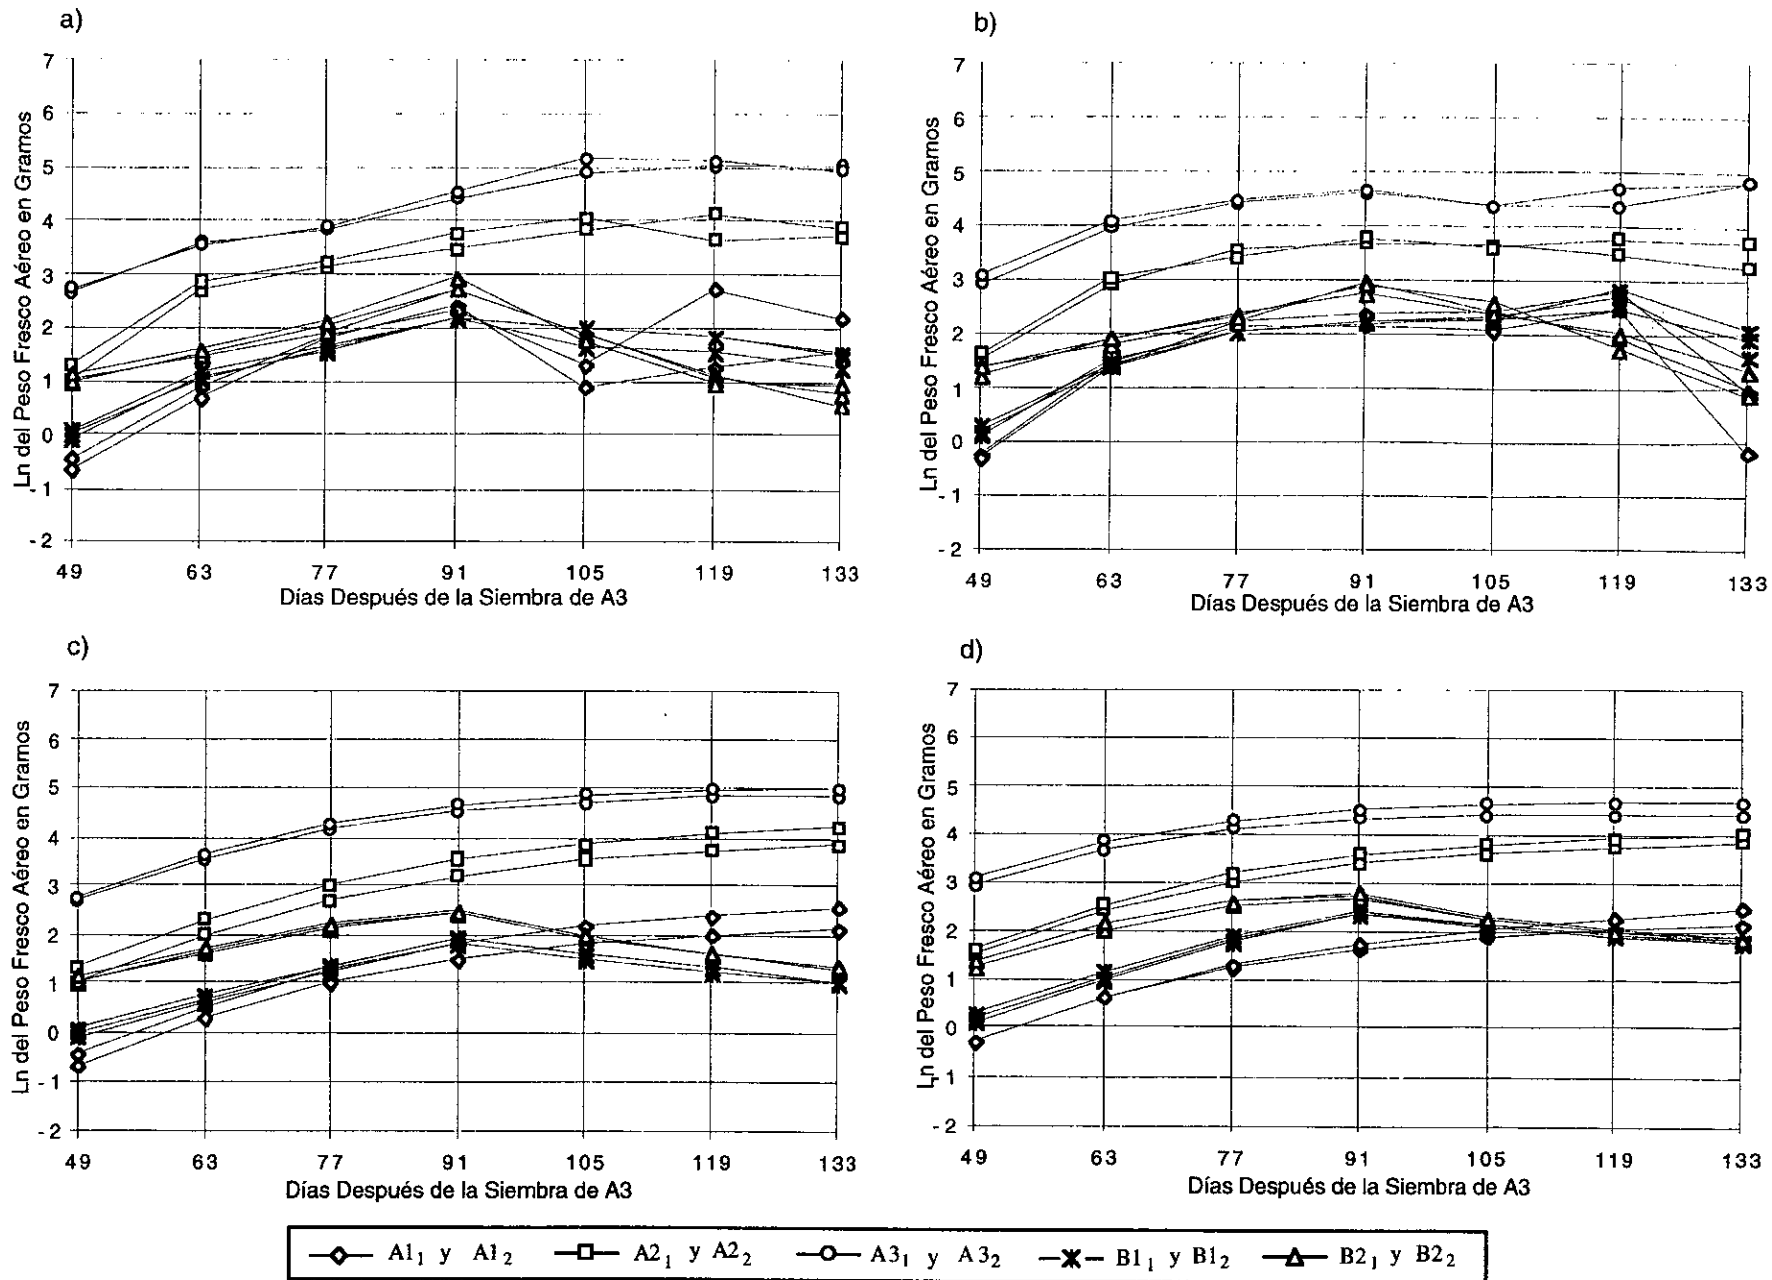 a)
Ln del Peso Fresco Aéreo en Gramos
7
6
5
4
3
2
1
0
-1
-2
49 63 77 91 105 119 133
Días Después de la Siembra de A3
b)
Ln del Peso Fresco Aéreo en Gramos
7
6
5
4
3
2
1
0
-1
-2
49 63 77 91 105 119 133
Días Después de la Siembra de A3
c)
Ln del Peso Fresco Aéreo en Gramos
7
6
5
4
3
2
1
0
-1
-2
49 63 77 91 105 119 133
Días Después de la Siembra de A3
d)
Ln del Peso Fresco Aéreo en Gramos
7
6
5
4
3
2
1
0
-1
-2
49 63 77 91 105 119 133
Días Después de la Siembra de A3
A1₁ y A1₂ A2₁ y A2₂ A3₁ y A3₂ B1₁ y B1₂ B2₁ y B2₂